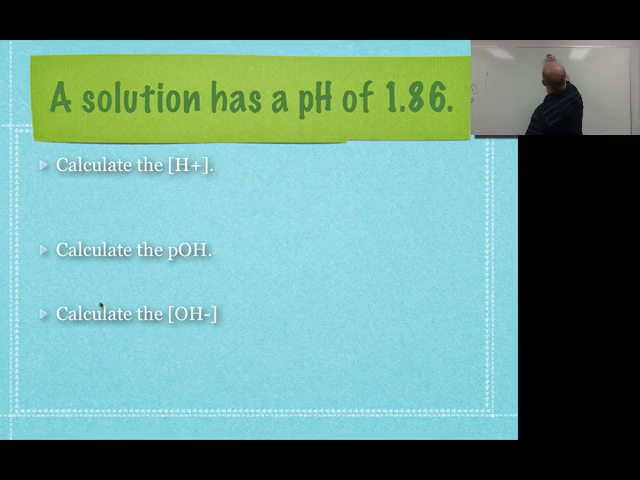 A solution has a pH of 1.86.
Calculate the [H+].
Calculate the pOH.
Calculate the [OH-]